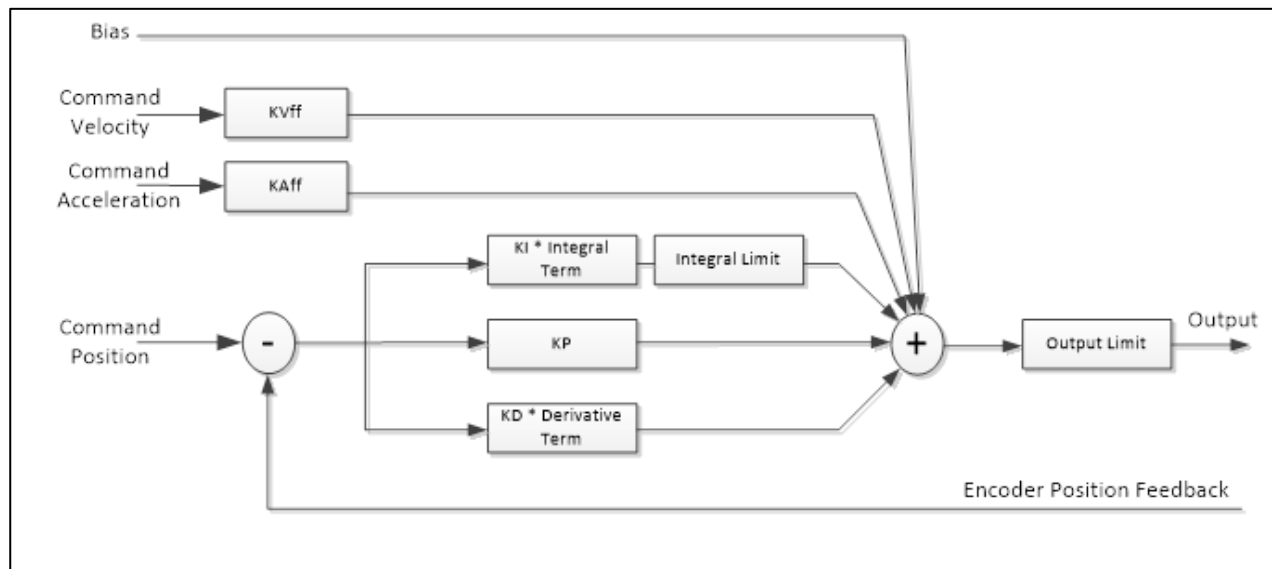 Bias
Command
Velocity
KVff
Command
Acceleration
KAff
KI * Integral
Term
Integral Limit
Command
Position
-
KP
+
Output Limit
Output
KD * Derivative
Term
Encoder Position Feedback